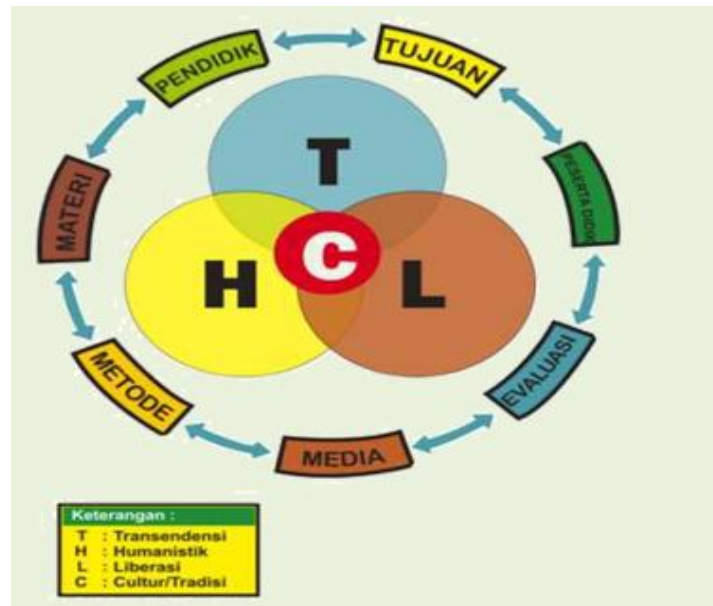 PENDIDIK
TUJUAN
T
PESERTA DIDIK
MATERI
C
H
L
METODE
EVALUASI
MEDIA
Keterangan :
T : Transendensi
H : Humanistik
L : Liberasi
C : Cultur/Tradisi